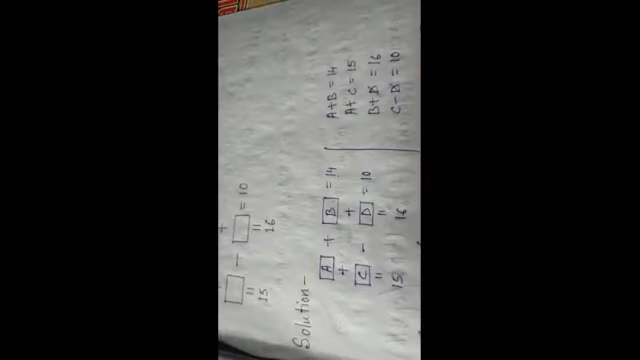 + +
□ - □ = 10
= =
15 16
Solution-
A + B = 14
+ +
C - D = 10
= =
15 16
A+B = 14
A+C = 15
B+D = 16
C-D = 10